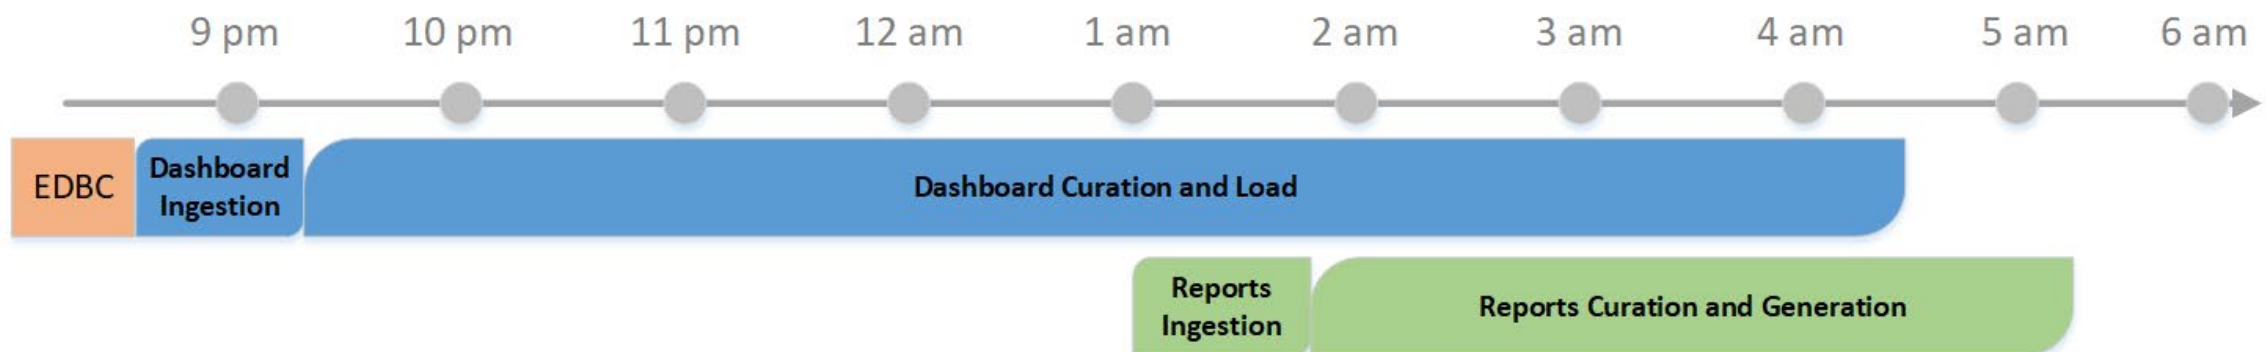 9 pm 10 pm 11 pm 12 am 1 am 2 am 3 am 4 am 5 am 6 am
EDBC
Dashboard
Ingestion
Dashboard Curation and Load
Reports
Ingestion
Reports Curation and Generation